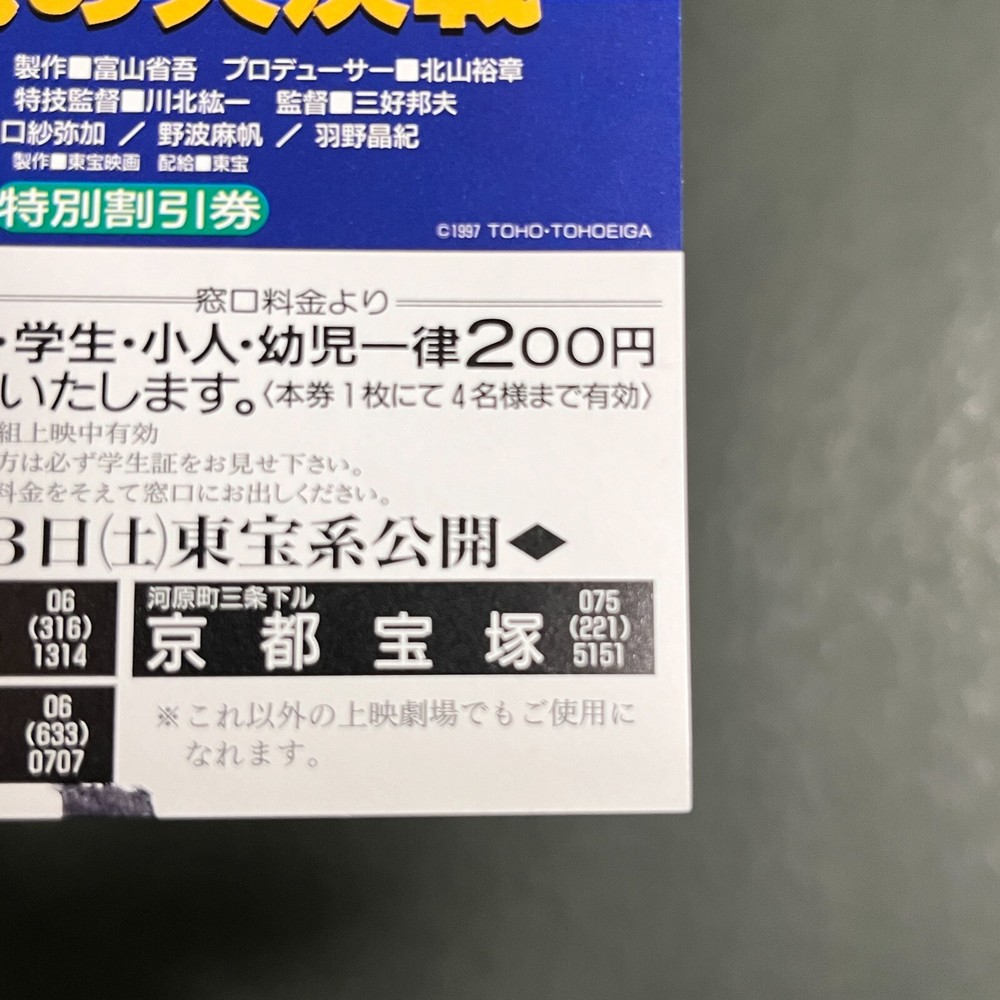 の大決戦
製作■富山省吾 プロデューサー■北山裕章
特技監督■川北紘一 監督■三好邦夫
口紗弥加 / 野波麻帆 / 羽野晶紀
製作■東宝映画 配給■東宝
特別割引券
©1997 TOHO・TOHOEIGA
窓口料金より
・学生・小人・幼児一律200円
いたします。〈本券1枚にて4名様まで有効〉
組上映中有効
方は必ず学生証をお見せ下さい。
料金をそえて窓口にお出しください。
3日(土)東宝系公開◆
06
(316)
1314
河原町三条下ル
京都宝塚
075
(221)
5151
06
(633)
0707
※これ以外の上映劇場でもご使用に
なれます。